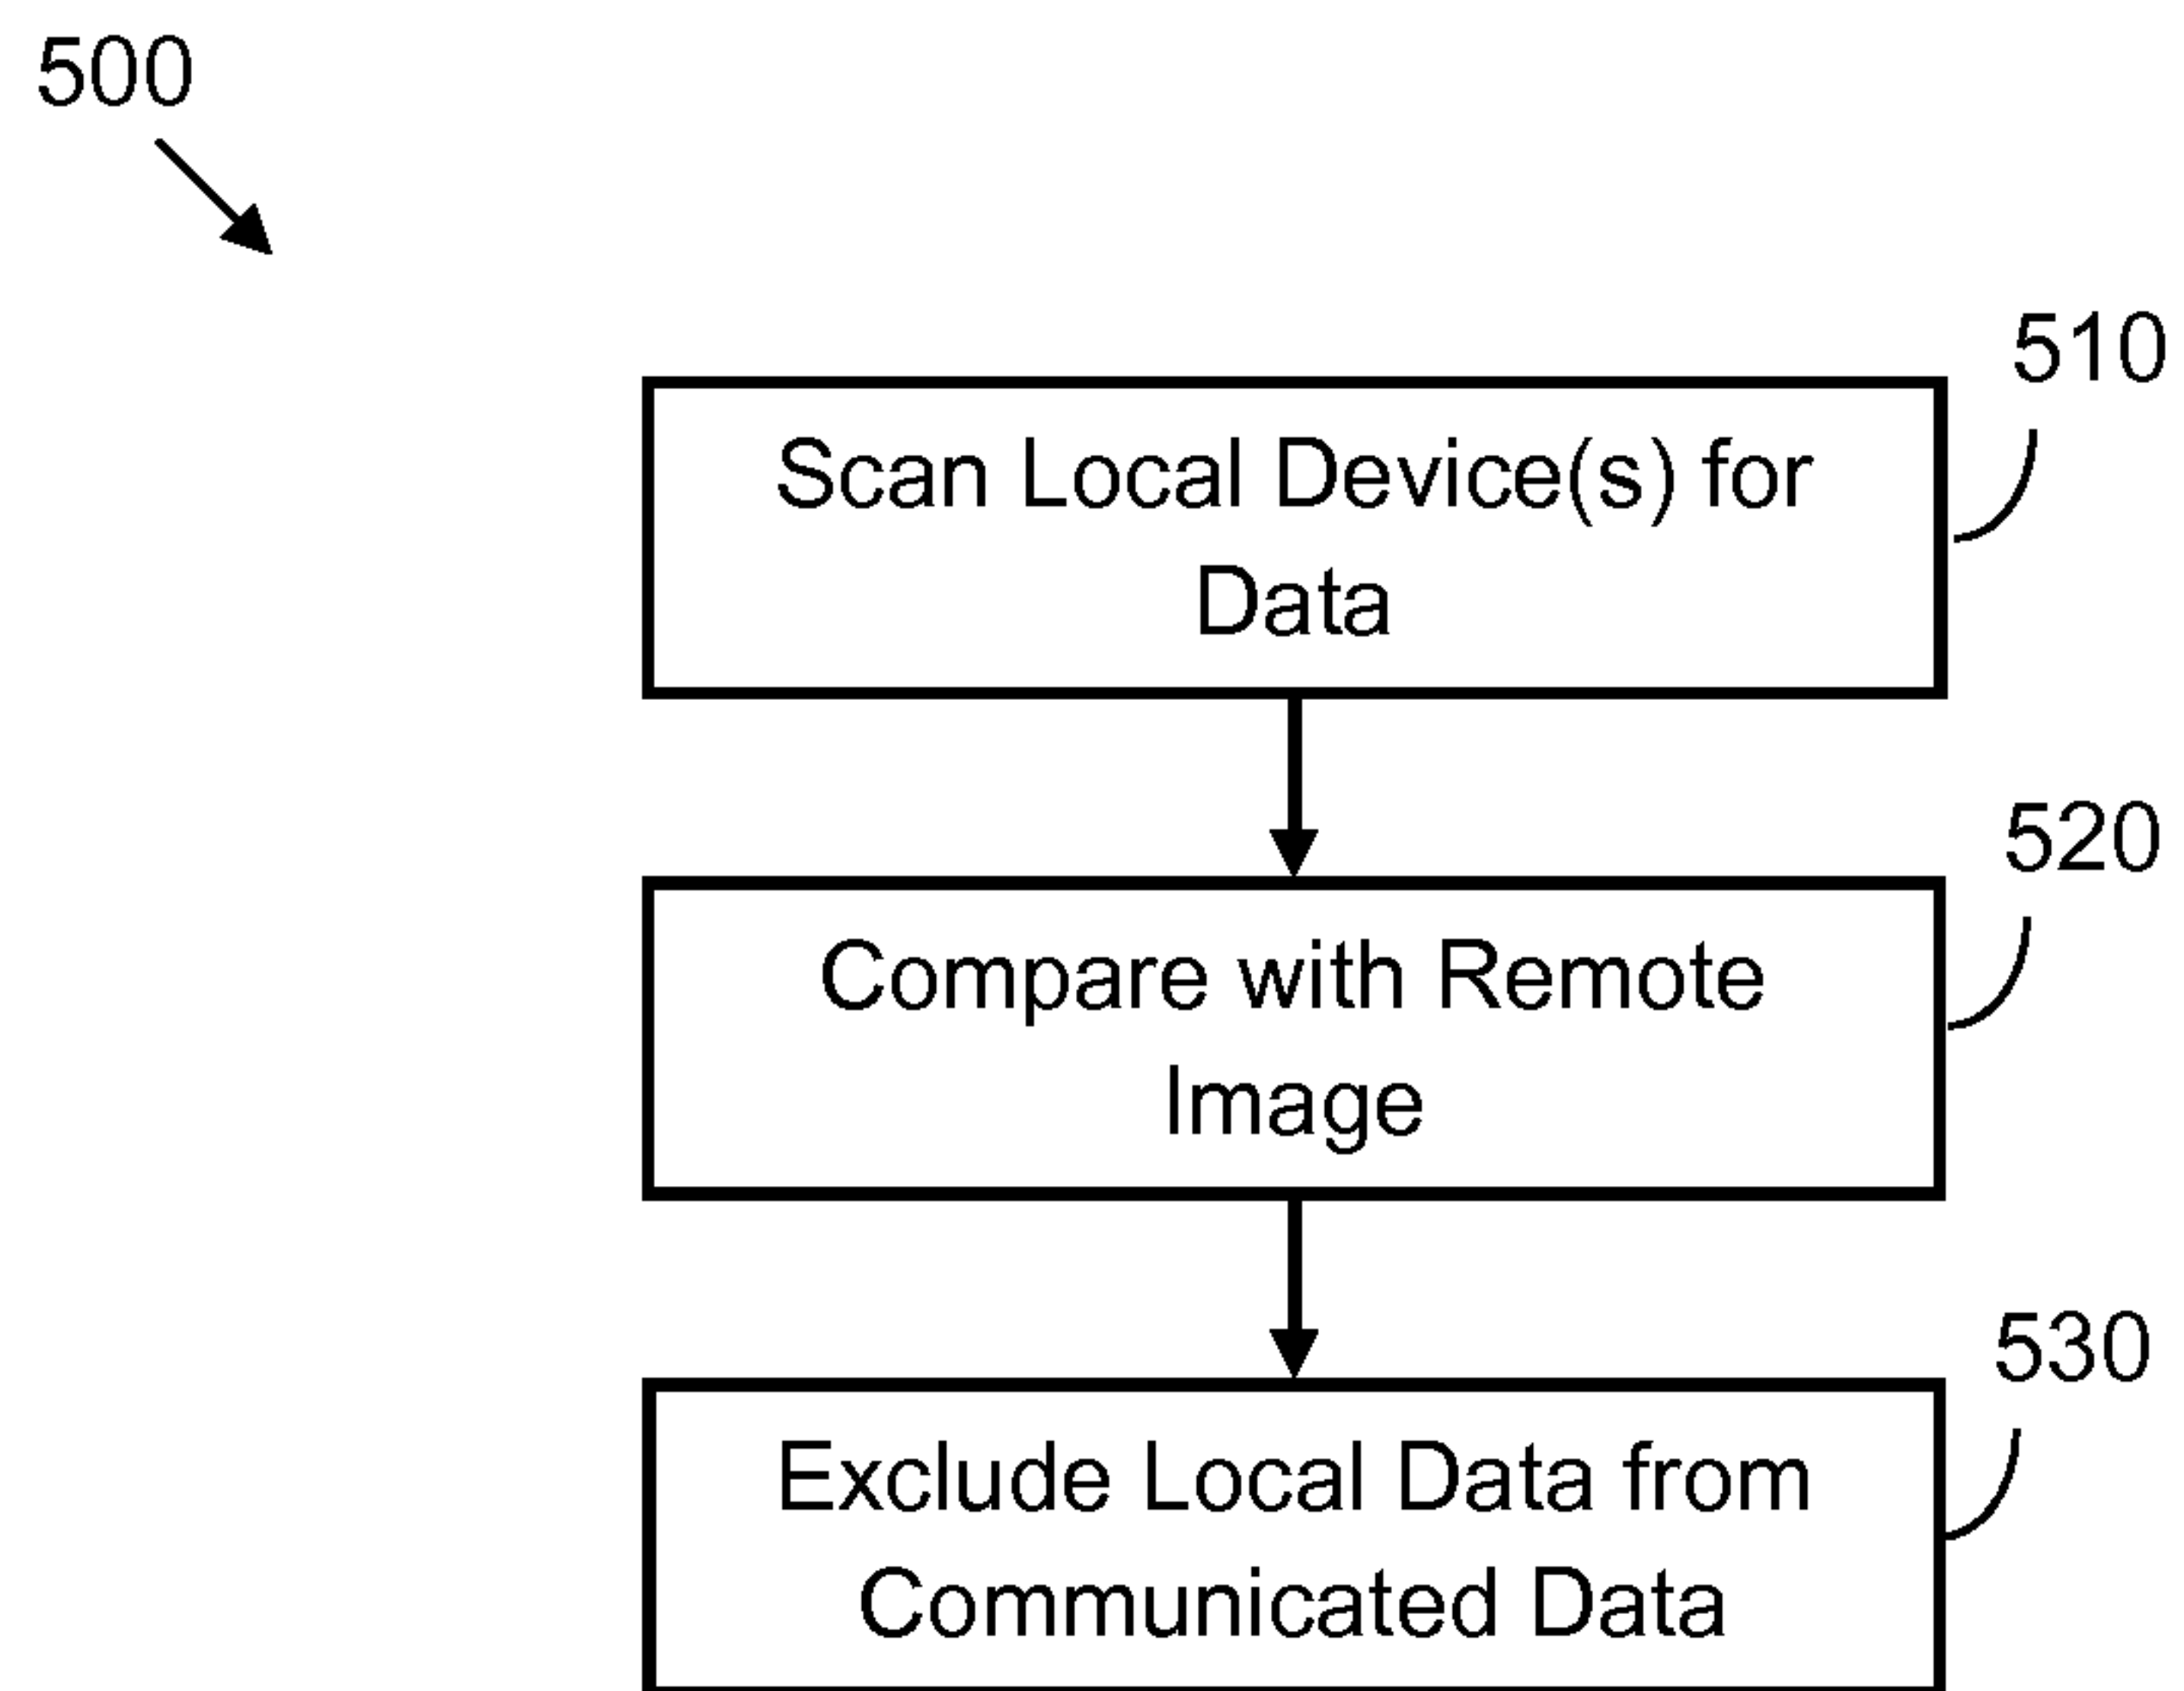 500
510
Scan Local Device(s) for
Data
520
Compare with Remote
Image
530
Exclude Local Data from
Communicated Data